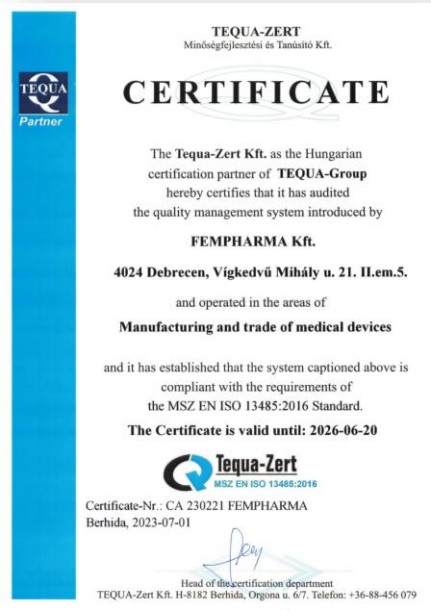 TEQUA-ZERT
Minőségfejlesztési és Tanúsító Kft.
TEQUA
Partner
CERTIFICATE
The Tequa-Zert Kft. as the Hungarian
certification partner of TEQUA-Group
hereby certifies that it has audited
the quality management system introduced by
FEMPHARMA Kft.
4024 Debrecen, Vígkedvű Mihály u. 21. II.em.5.
and operated in the areas of
Manufacturing and trade of medical devices
and it has established that the system captioned above is
compliant with the requirements of
the MSZ EN ISO 13485:2016 Standard.
The Certificate is valid until: 2026-06-20
Tequa-Zert
MSZ EN ISO 13485:2016
Certificate-Nr.: CA 230221 FEMPHARMA
Berhida, 2023-07-01
Head of the certification department
TEQUA-Zert Kft. H-8182 Berhida, Orgona u. 6/7. Telefon: +36-88-456 079